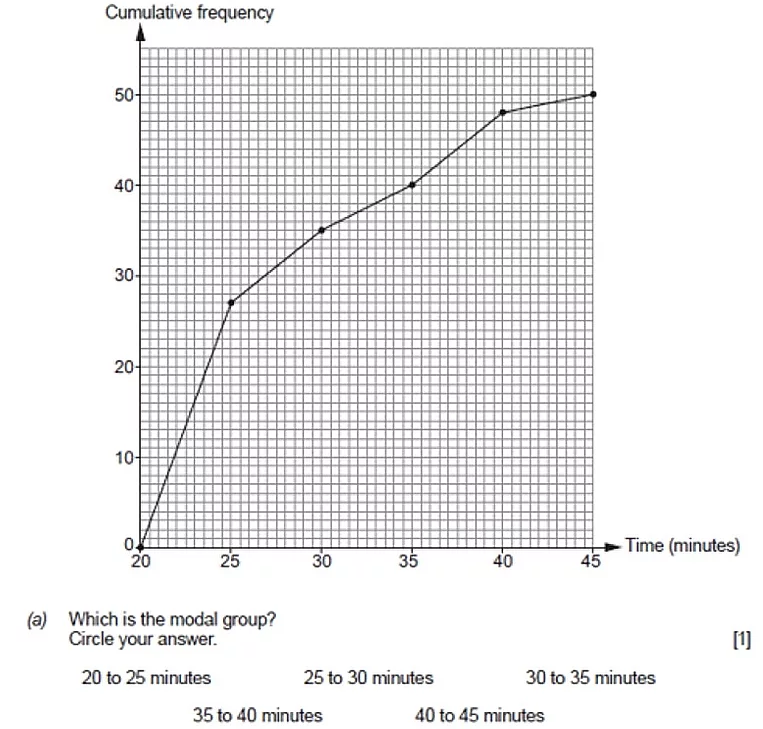 Cumulative frequency
50
40
30
20
10
0
20 25 30 35 40 45
Time (minutes)
(a) Which is the modal group?
Circle your answer. [1]
20 to 25 minutes 25 to 30 minutes 30 to 35 minutes
35 to 40 minutes 40 to 45 minutes